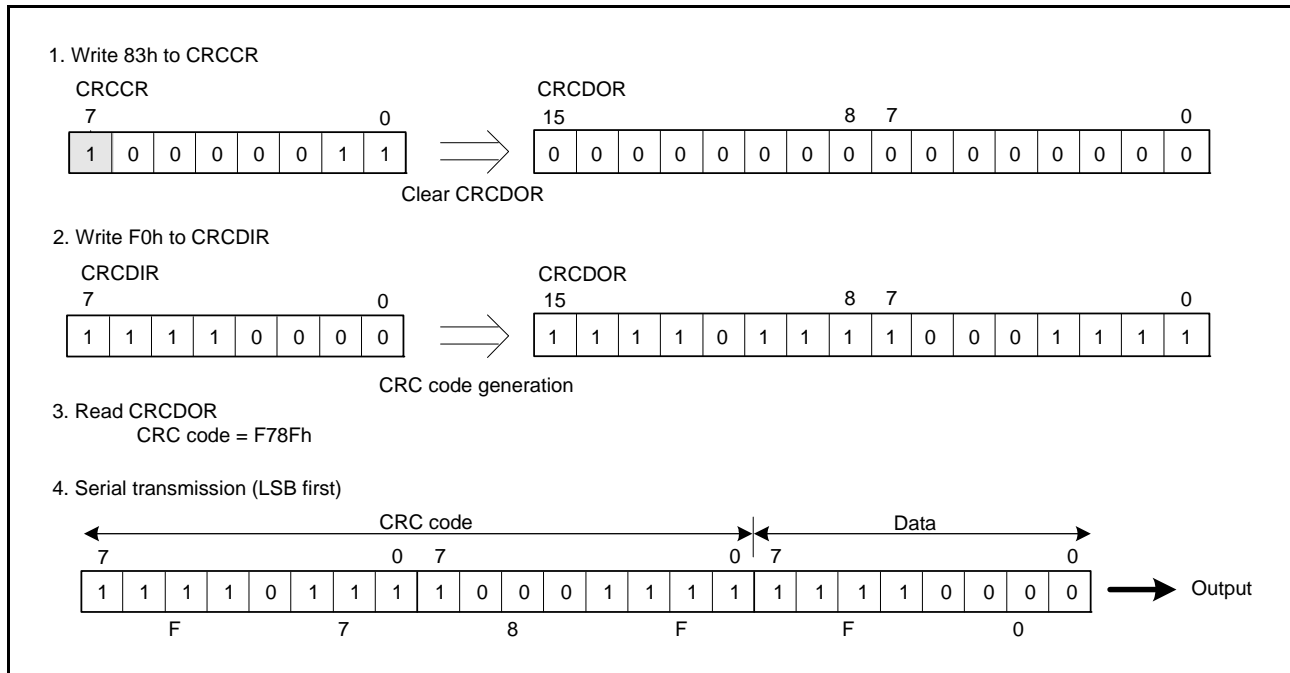 1. Write 83h to CRCCR
CRCCR CRCDOR
7 0 15 8 7 0
1 0 0 0 0 0 1 1 0 0 0 0 0 0 0 0 0 0 0 0 0 0 0 0
Clear CRCDOR
2. Write F0h to CRCDIR
CRCDIR CRCDOR
7 0 15 8 7 0
1 1 1 1 0 0 0 0 1 1 1 1 0 1 1 1 1 0 0 0 1 1 1 1
CRC code generation
3. Read CRCDOR
CRC code = F78Fh
4. Serial transmission (LSB first)
CRC code Data
7 0 7 0 7 0
1 1 1 1 0 1 1 1 1 0 0 0 1 1 1 1 1 1 1 1 0 0 0 0 Output
F 7 8 F F 0